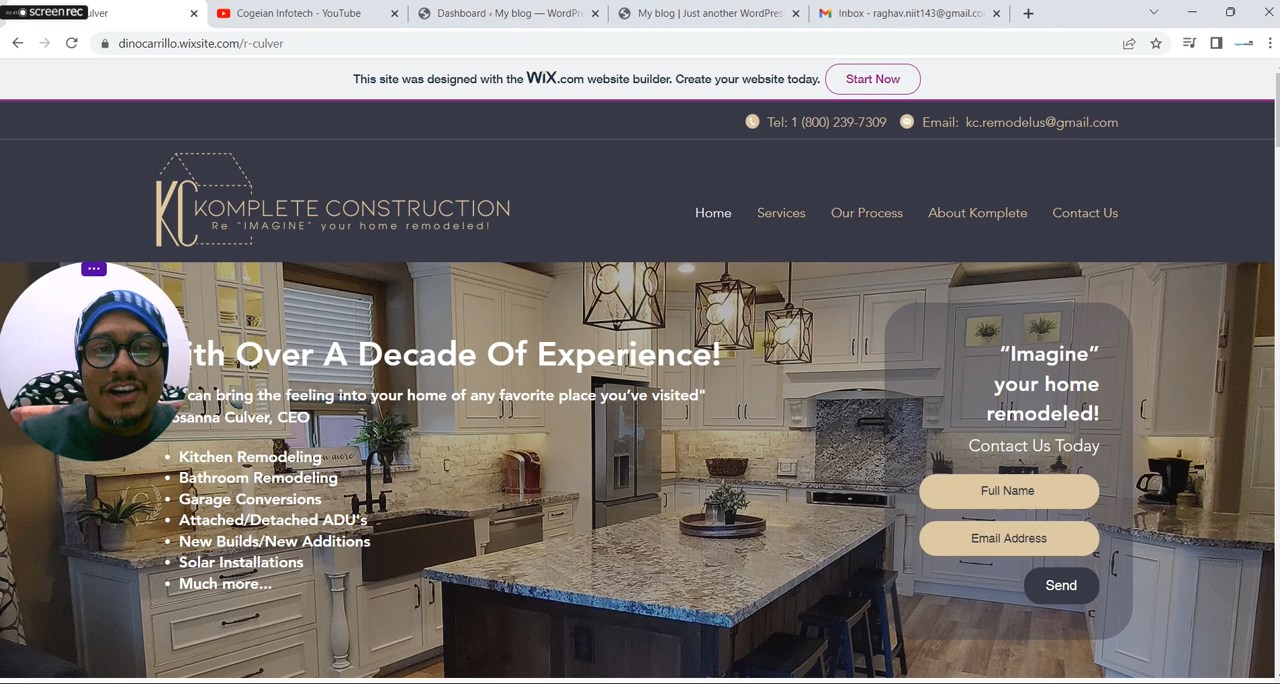 screenrec
ulver
Cogeian Infotech - YouTube
Dashboard ‹ My blog — WordPre
My blog | Just another WordPres
Inbox - raghav.niit143@gmail.co
dinocarrillo.wixsite.com/r-culver
This site was designed with the WiX.com website builder. Create your website today.
Start Now
Tel: 1 (800) 239-7309
Email: kc.remodelus@gmail.com
KC KOMPLETE CONSTRUCTION
Re "IMAGINE" your home remodeled!
Home
Services
Our Process
About Komplete
Contact Us
ith Over A Decade Of Experience!
can bring the feeling into your home of any favorite place you've visited"
osanna Culver, CEO
• Kitchen Remodeling
• Bathroom Remodeling
• Garage Conversions
• Attached/Detached ADU's
• New Builds/New Additions
• Solar Installations
• Much more...
"Imagine"
your home
remodeled!
Contact Us Today
Full Name
Email Address
Send